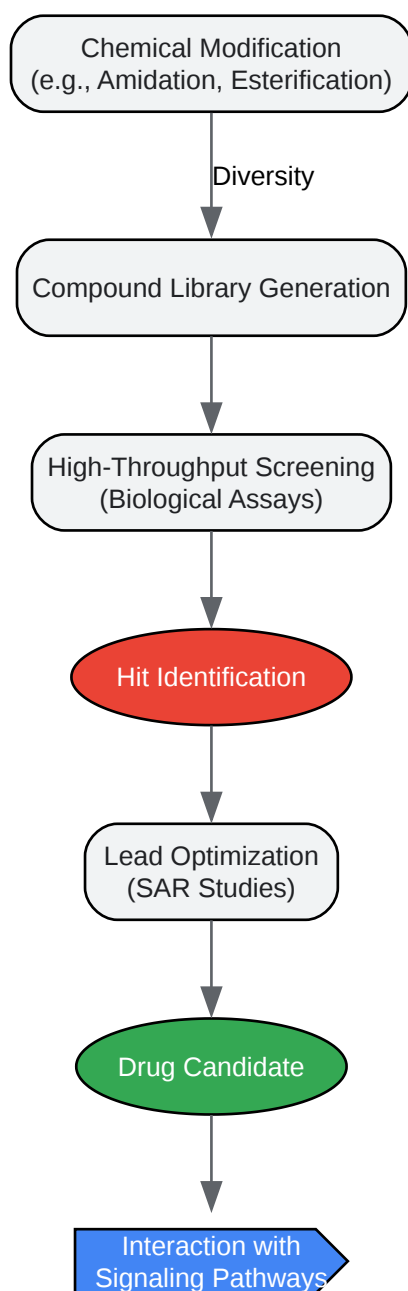 Chemical Modification
(e.g., Amidation, Esterification)
Diversity
Compound Library Generation
High-Throughput Screening
(Biological Assays)
Hit Identification
Lead Optimization
(SAR Studies)
Drug Candidate
Interaction with
Signaling Pathways